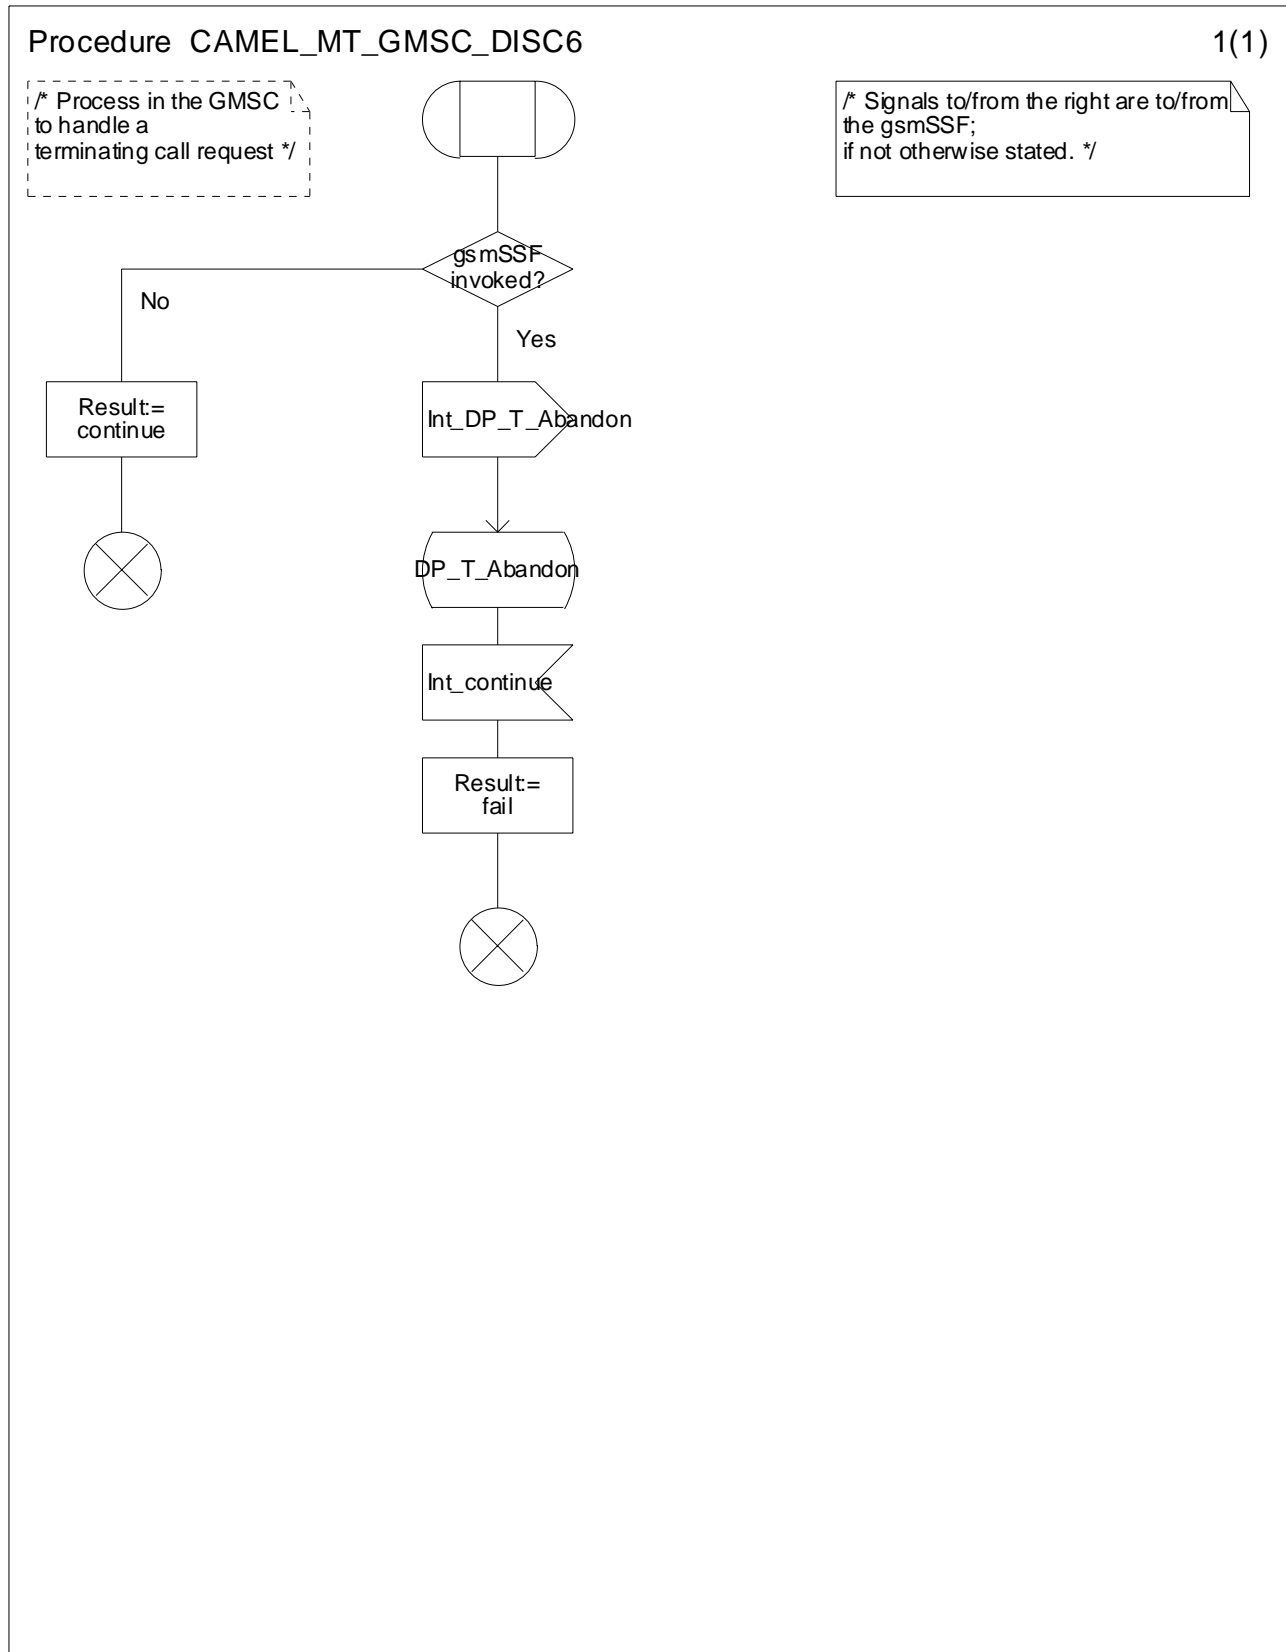 Procedure CAMEL_MT_GMSC_DISC6
1(1)
/* Process in the GMSC
to handle a
terminating call request */
/* Signals to/from the right are to/from
the gsmSSF;
if not otherwise stated. */
gsmSSF
invoked?
No
Yes
Result:=
continue
Int_DP_T_Abandon
DP_T_Abandon
Int_continue
Result:=
fail